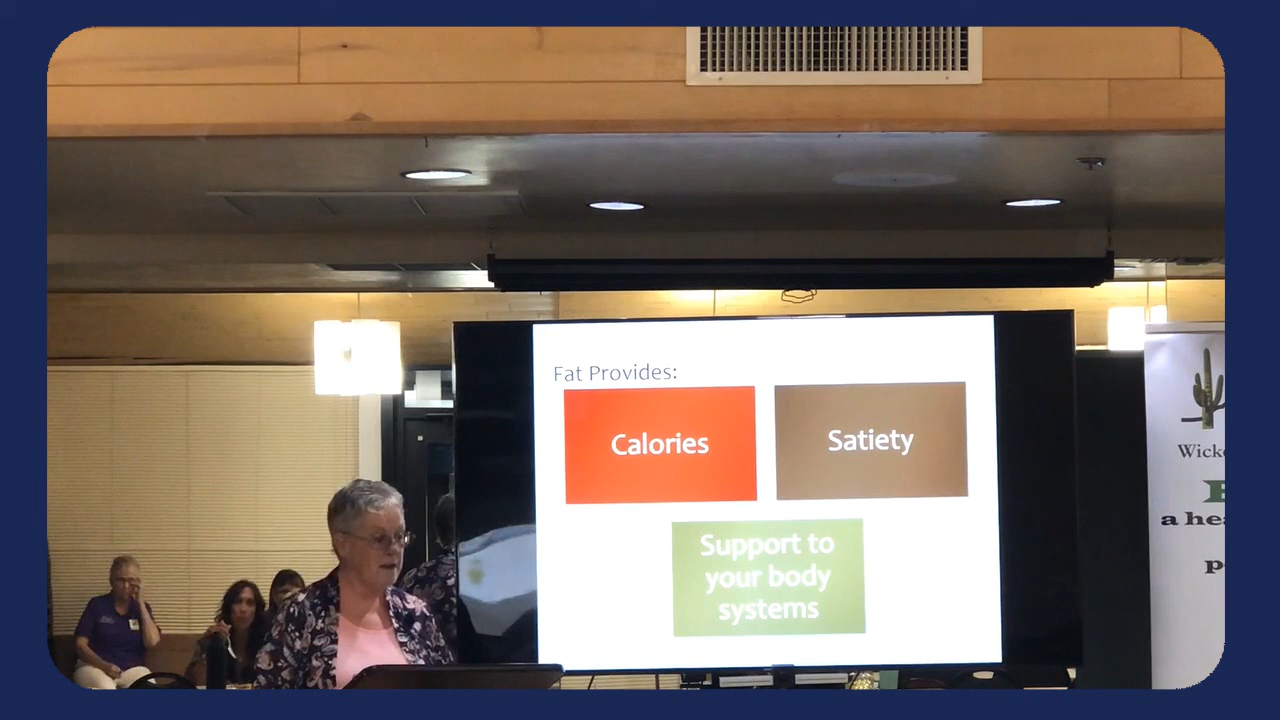 Fat Provides:
Calories
Satiety
Support to
your body
systems